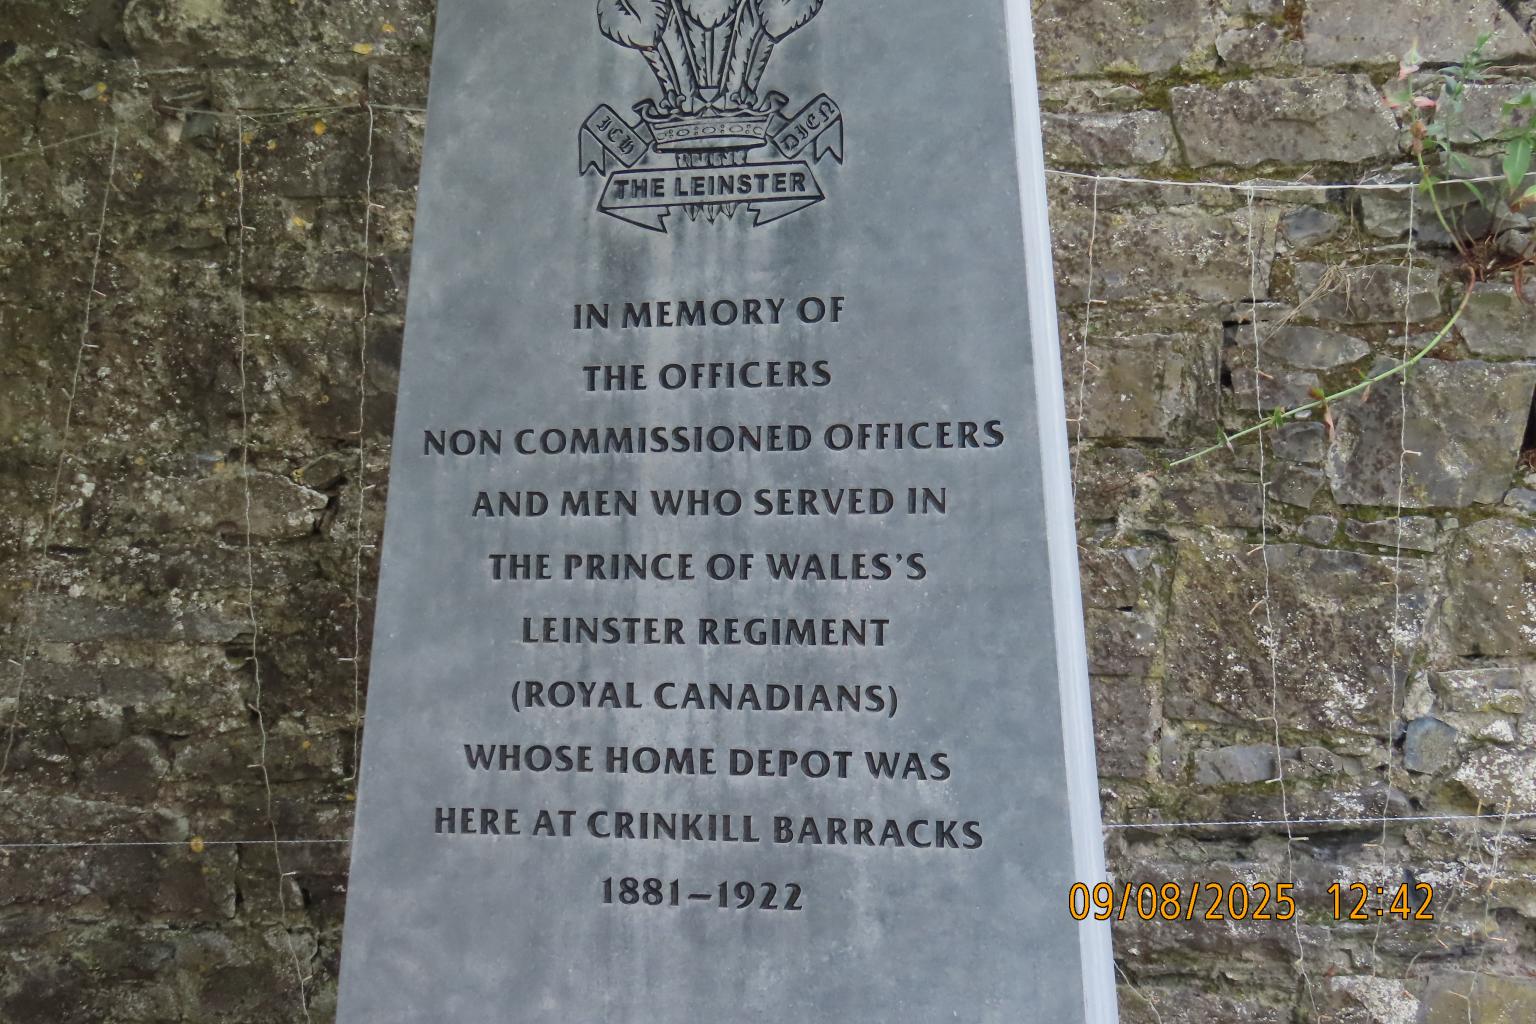 ICH DIEN
THE LEINSTER
IN MEMORY OF
THE OFFICERS
NON COMMISSIONED OFFICERS
AND MEN WHO SERVED IN
THE PRINCE OF WALES'S
LEINSTER REGIMENT
(ROYAL CANADIANS)
WHOSE HOME DEPOT WAS
HERE AT CRINKILL BARRACKS
1881–1922
09/08/2025 12:42